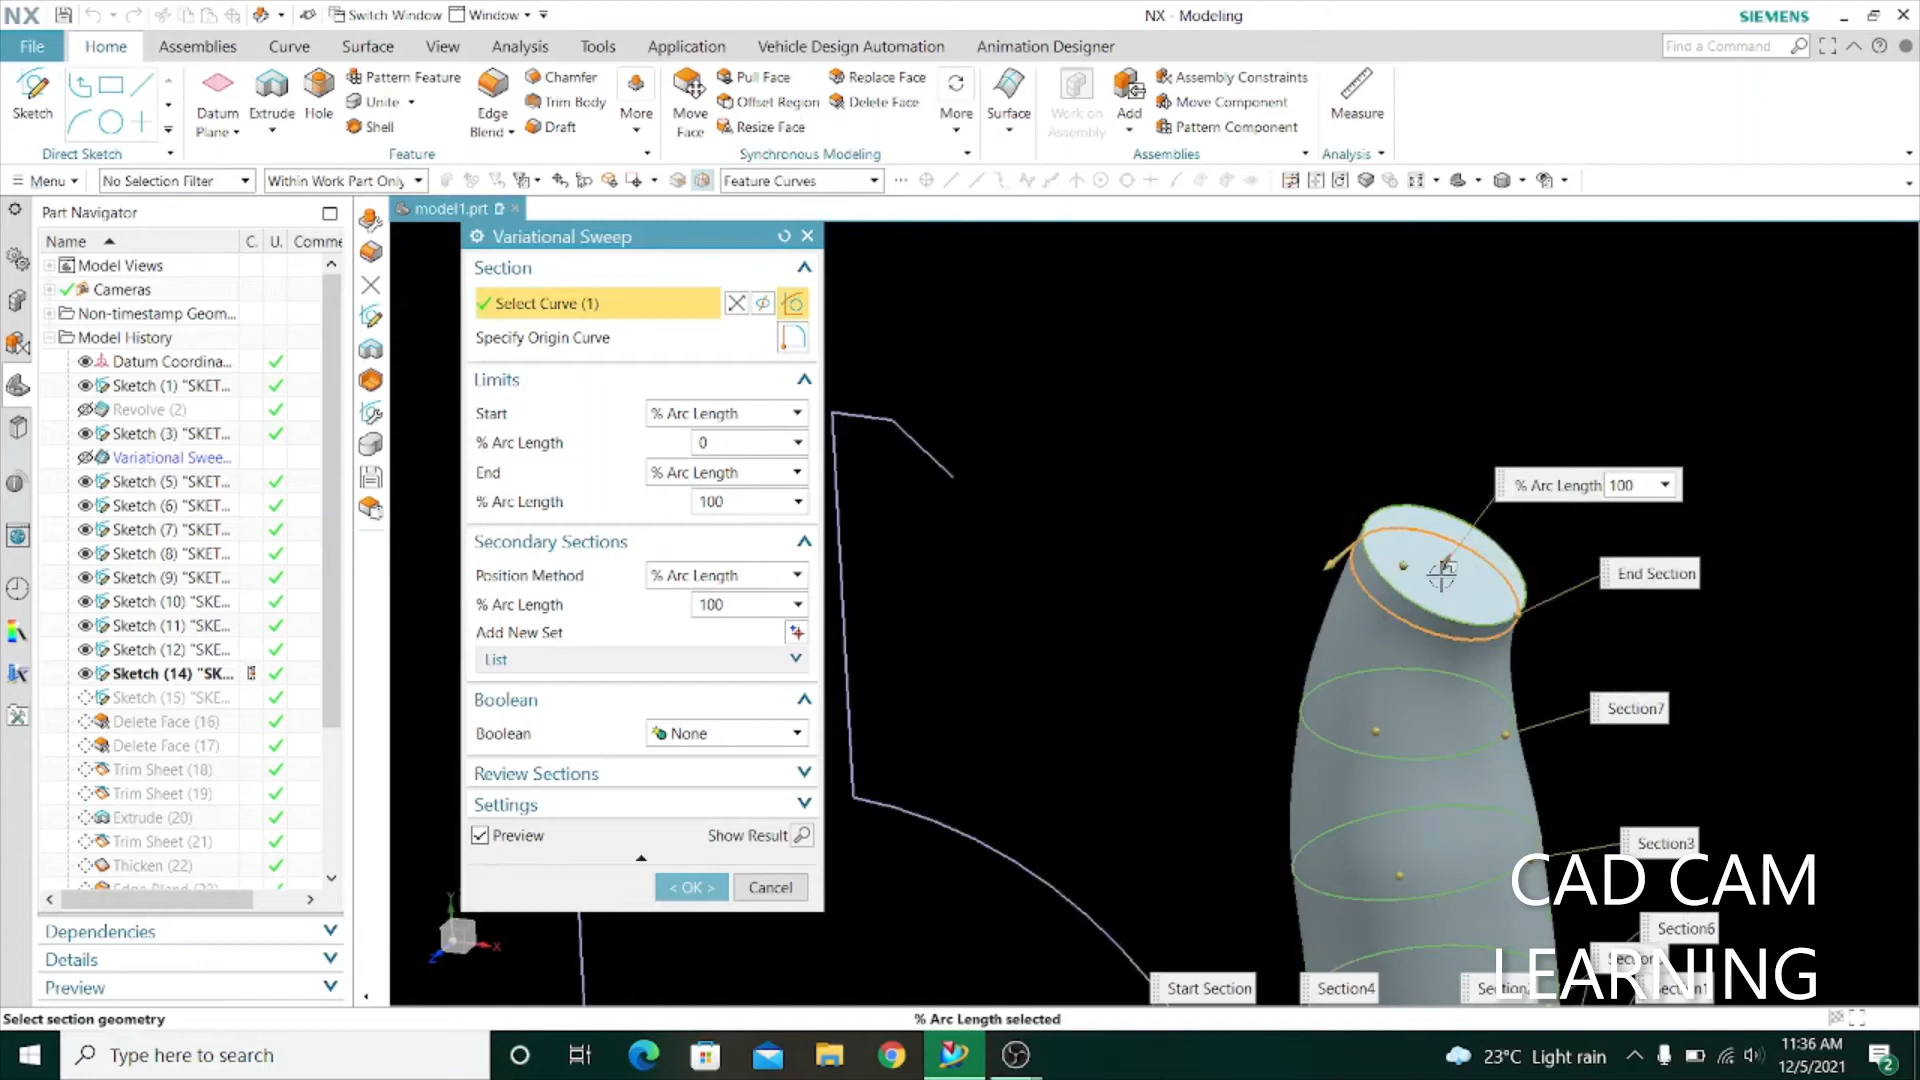 NX
Switch Window
Window
NX - Modeling
SIEMENS
File
Home
Assemblies
Curve
Surface
View
Analysis
Tools
Application
Vehicle Design Automation
Animation Designer
Find a Command
Sketch
Direct Sketch
Datum Plane
Extrude
Hole
Pattern Feature
Unite
Shell
Edge Blend
Chamfer
Trim Body
Draft
More
Feature
Move Face
Pull Face
Offset Region
Resize Face
Replace Face
Delete Face
More
Synchronous Modeling
Surface
Work on Assembly
Add
Assembly Constraints
Move Component
Pattern Component
Assemblies
Measure
Analysis
Menu
No Selection Filter
Within Work Part Only
Feature Curves
Part Navigator
Name
C.
U.
Comme
Model Views
Cameras
Non-timestamp Geom...
Model History
Datum Coordina...
Sketch (1) "SKET...
Revolve (2)
Sketch (3) "SKET...
Variational Swee...
Sketch (5) "SKET...
Sketch (6) "SKET...
Sketch (7) "SKET...
Sketch (8) "SKET...
Sketch (9) "SKET...
Sketch (10) "SKE...
Sketch (11) "SKE...
Sketch (12) "SKE...
Sketch (14) "SK...
Sketch (15) "SKE...
Delete Face (16)
Delete Face (17)
Trim Sheet (18)
Trim Sheet (19)
Extrude (20)
Trim Sheet (21)
Thicken (22)
Dependencies
Details
Preview
model1.prt
Variational Sweep
Section
Select Curve (1)
Specify Origin Curve
Limits
Start
% Arc Length
% Arc Length
0
End
% Arc Length
% Arc Length
100
Secondary Sections
Position Method
% Arc Length
% Arc Length
100
Add New Set
List
Boolean
Boolean
None
Review Sections
Settings
Preview
Show Result
< OK >
Cancel
% Arc Length 100
End Section
Section7
Section3
Section6
Start Section
Section4
CAD CAM
LEARNING
Y
X
Z
Select section geometry
% Arc Length selected
Type here to search
23°C Light rain
11:36 AM
12/5/2021
2